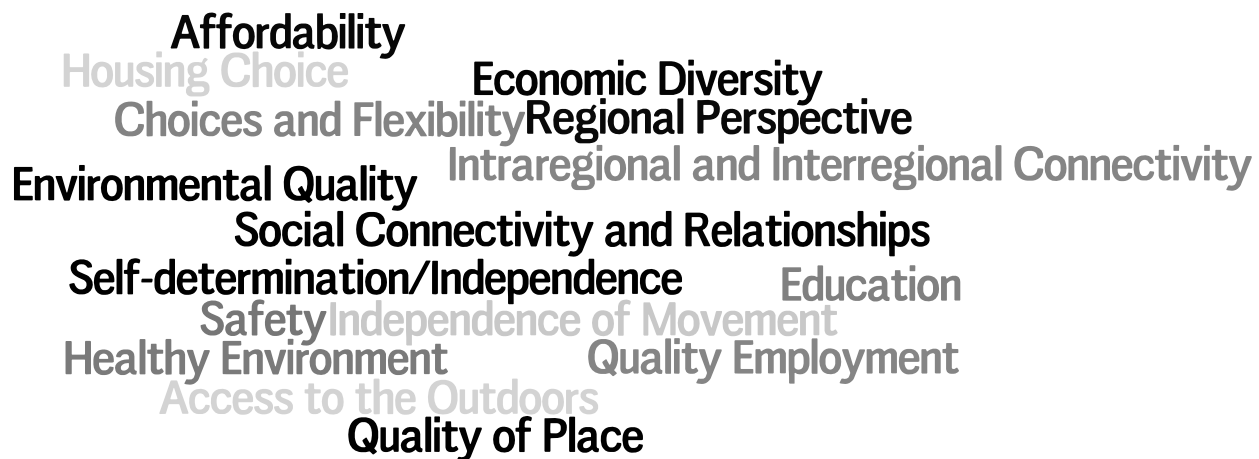 Affordability
Housing Choice
Economic Diversity
Choices and Flexibility
Regional Perspective
Intraregional and Interregional Connectivity
Environmental Quality
Social Connectivity and Relationships
Self-determination/Independence
Education
Safety
Independence of Movement
Healthy Environment
Quality Employment
Access to the Outdoors
Quality of Place